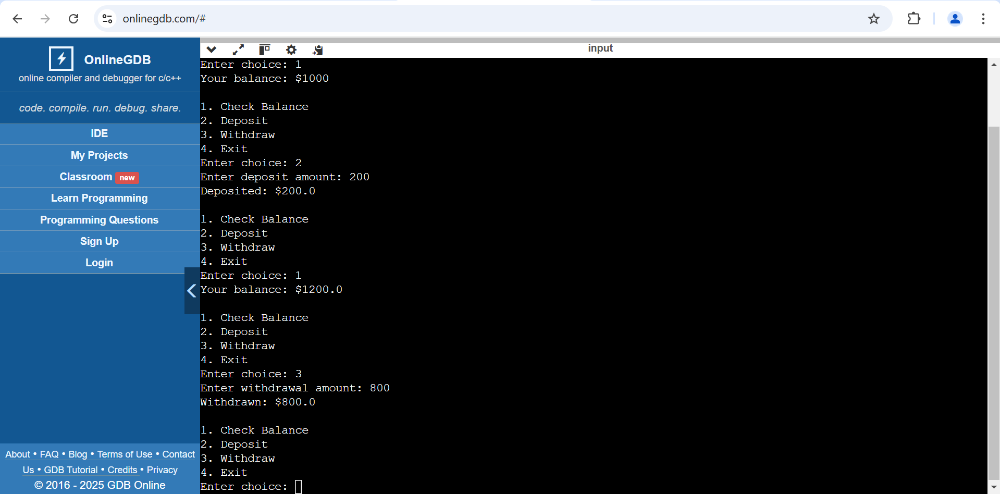 onlinegdb.com/#
OnlineGDB
online compiler and debugger for c/c++
code. compile. run. debug. share.
IDE
My Projects
Classroom new
Learn Programming
Programming Questions
Sign Up
Login
About • FAQ • Blog • Terms of Use • Contact
Us • GDB Tutorial • Credits • Privacy
© 2016 - 2025 GDB Online
input
Enter choice: 1
Your balance: $1000
1. Check Balance
2. Deposit
3. Withdraw
4. Exit
Enter choice: 2
Enter deposit amount: 200
Deposited: $200.0
1. Check Balance
2. Deposit
3. Withdraw
4. Exit
Enter choice: 1
Your balance: $1200.0
1. Check Balance
2. Deposit
3. Withdraw
4. Exit
Enter choice: 3
Enter withdrawal amount: 800
Withdrawn: $800.0
1. Check Balance
2. Deposit
3. Withdraw
4. Exit
Enter choice: